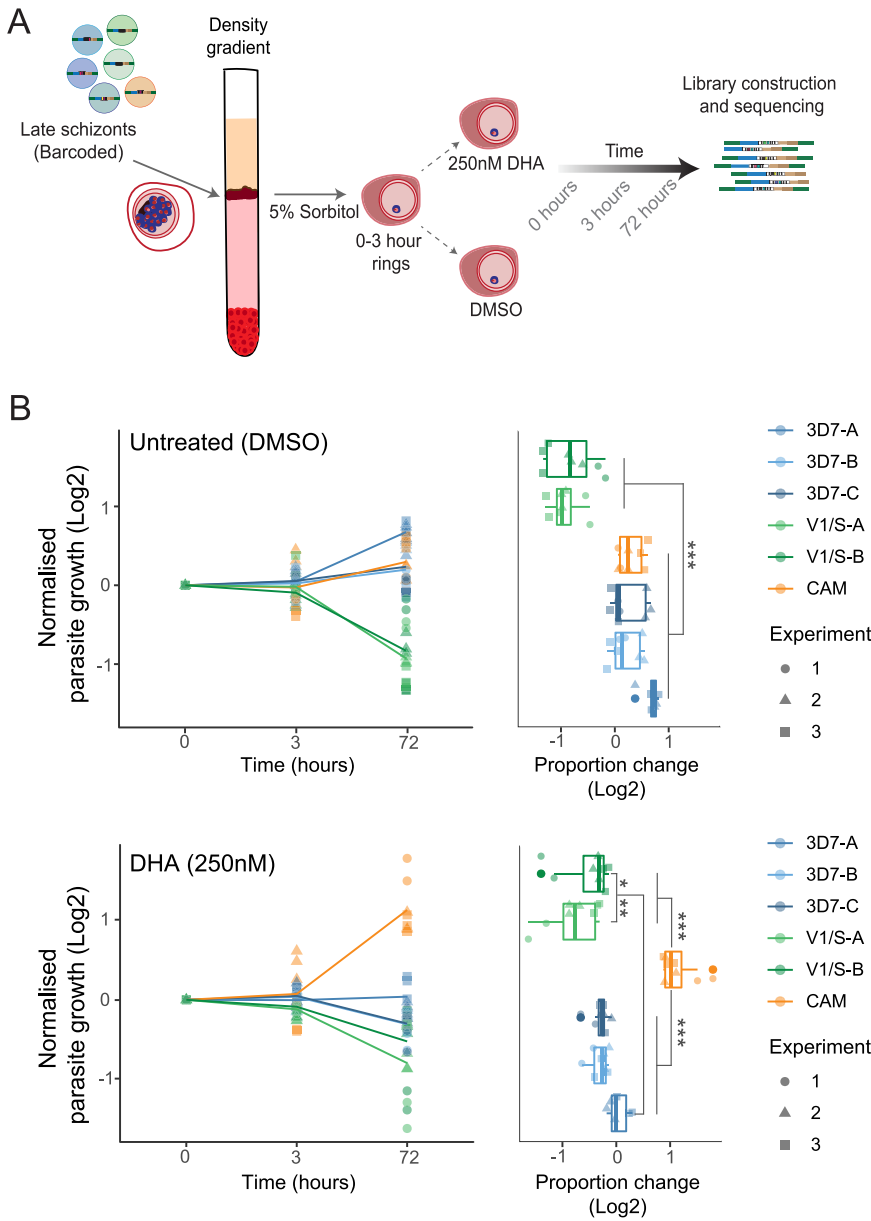 A
Density
gradient
Late schizonts
(Barcoded)
5% Sorbitol
0-3 hour
rings
250nM DHA
DMSO
Time
0 hours
3 hours
72 hours
Library construction
and sequencing
B
Untreated (DMSO)
Normalised
parasite growth (Log2)
1
0
-1
0
3
72
Time (hours)
***
-1
0
1
Proportion change
(Log2)
3D7-A
3D7-B
3D7-C
V1/S-A
V1/S-B
CAM
Experiment
1
2
3
DHA (250nM)
Normalised
parasite growth (Log2)
1
0
-1
0
3
72
Time (hours)
*
***
***
***
-1
0
1
Proportion change
(Log2)
3D7-A
3D7-B
3D7-C
V1/S-A
V1/S-B
CAM
Experiment
1
2
3